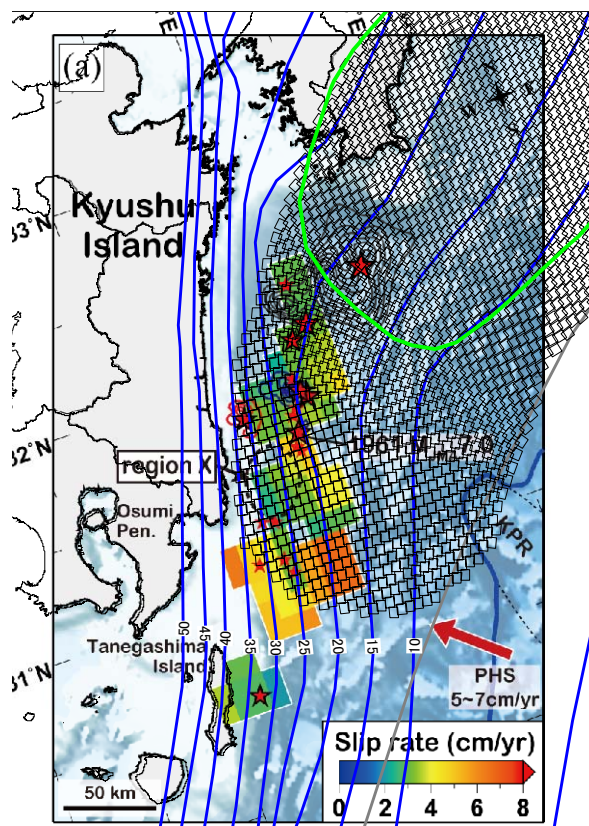 (a)
E
E
N
E
W
S
Kyushu
Island
33°N
1961 M JMA 7.0
32°N
region X
Osumi
Pen.
KPR
Tanegashima
Island
50
45
40
35
30
25
20
15
10
31°N
PHS
5~7cm/yr
Slip rate (cm/yr)
0 2 4 6 8
50 km